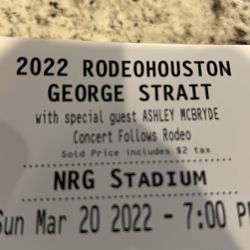 2022 RODEOHOUSTON
GEORGE STRAIT
with special guest ASHLEY MCBRYDE
Concert Follows Rodeo
Sold Price includes $2 tax
NRG STADIUM
Sun Mar 20 2022 - 7:00 PM